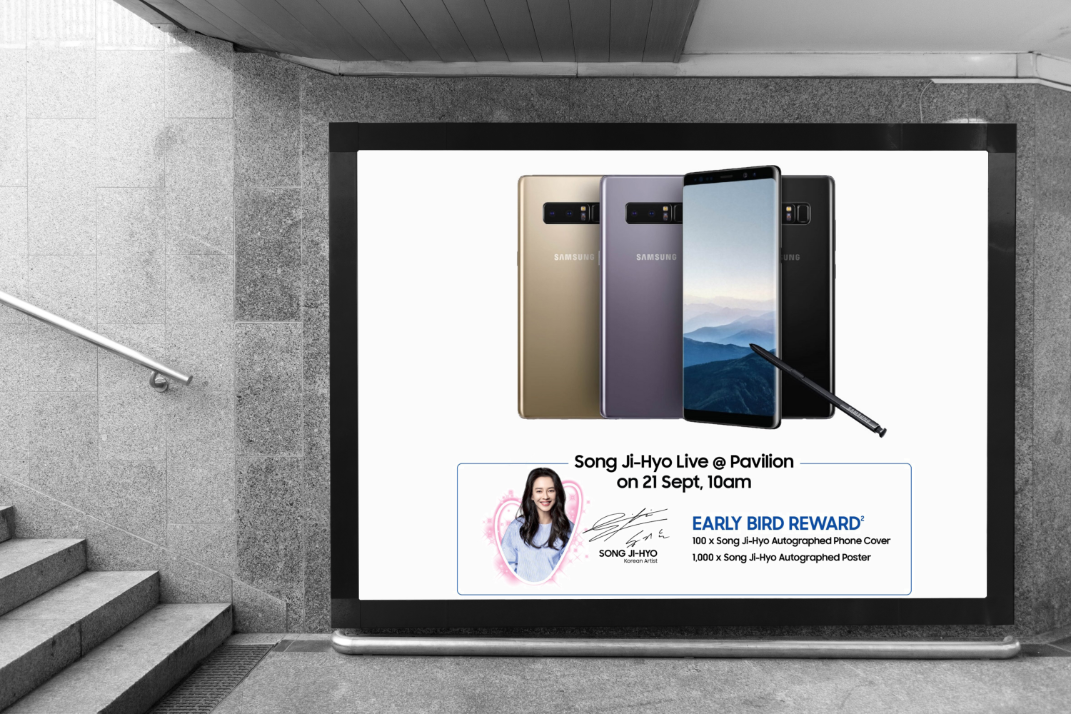 SAMSUNG
SAMSUNG
SUNG
Song Ji-Hyo Live @ Pavilion
on 21 Sept, 10am
SONG JI-HYO
Korean Artist
EARLY BIRD REWARD²
100 x Song Ji-Hyo Autographed Phone Cover
1,000 x Song Ji-Hyo Autographed Poster